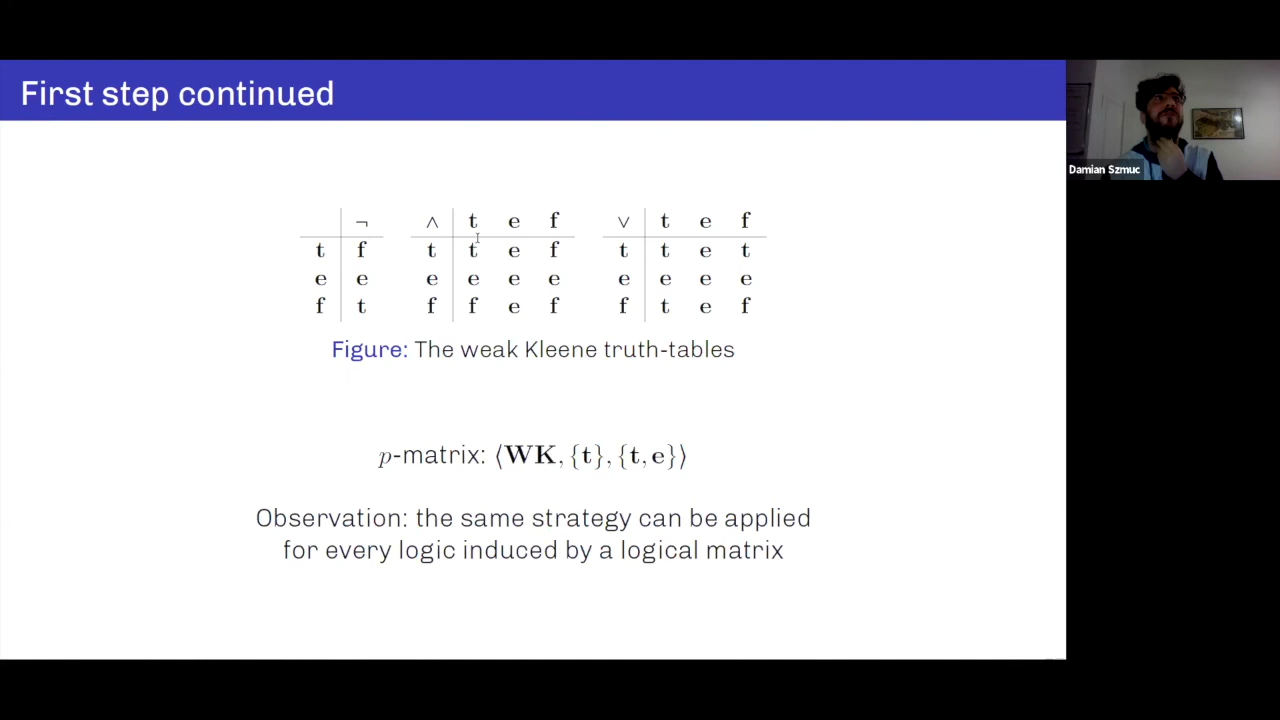 First step continued
Damian Szmuc
¬ ∧ t e f ∨ t e f
t f t t e f t t e t
e e e e e e e e e e
f t f f e f f t e f
Figure: The weak Kleene truth-tables
p-matrix: ⟨WK, {t}, {t, e}⟩
Observation: the same strategy can be applied
for every logic induced by a logical matrix